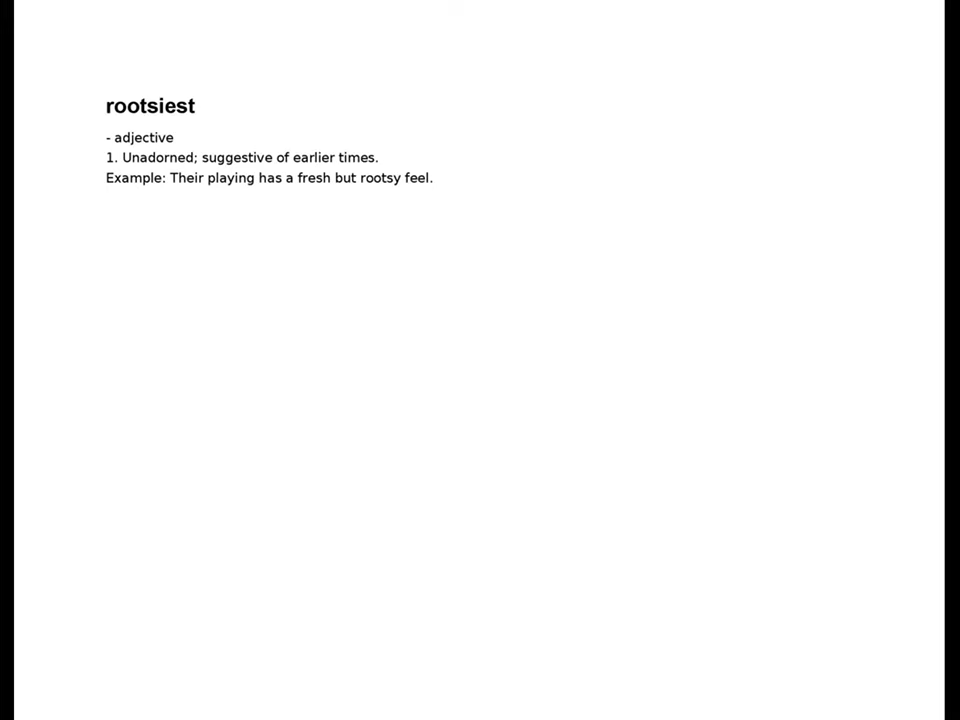 rootsiest
- adjective
1. Unadorned; suggestive of earlier times.
Example: Their playing has a fresh but rootsy feel.